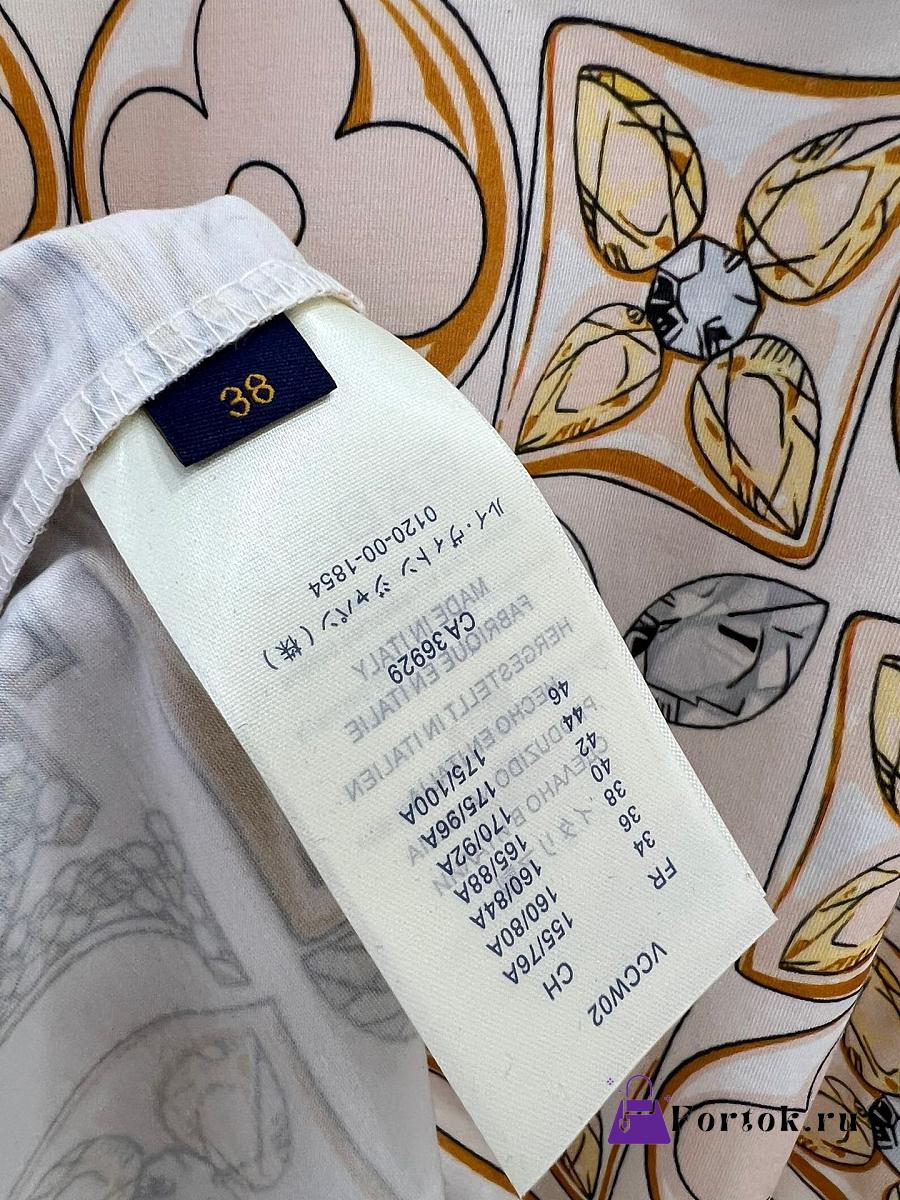 38
VCCW02
FR CH
34 155/76A
36 160/80A
38 160/84A
40 165/88A
42 170/92A
44 175/96A
46 175/100A
CA36929
ルイ・ヴィトン ジャパン(株)
0120-00-1854
MADE IN ITALY
FABRIQUE EN ITALIE
HERGESTELLT IN ITALIEN
HECHO EN
Fortok.ru